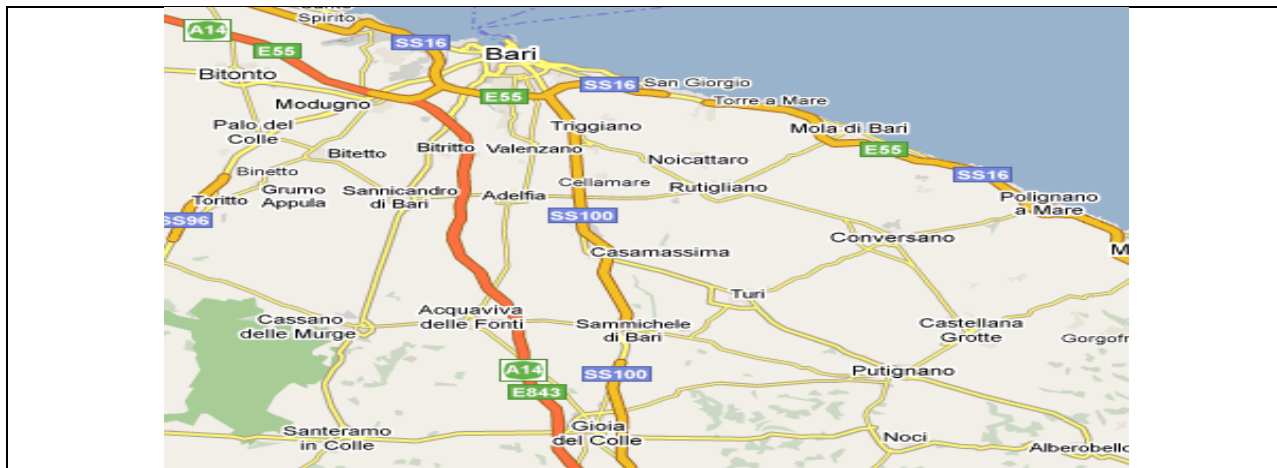 Spirito
A14
E55
SS16
Bari
Bitonto
SS16
San Giorgio
E55
Modugno
Torre a Mare
Palo del
Colle
Triggiano
Mola di Bari
Bitetto
Bitritto
Valenzano
E55
Noicattaro
Binetto
SS16
Grumo
Appula
Sannicandro
di Bari
Adelfia
Cellamare
Rutigliano
Toritto
Polignano
a Mare
SS96
SS100
Conversano
M
Casamassima
Turi
Acquaviva
delle Fonti
Cassano
delle Murge
Sammichele
di Bari
Castellana
Grotte
Gorgofr
A14
SS100
Putignano
E843
Gioia
del Colle
Santeramo
in Colle
Noci
Alberobello